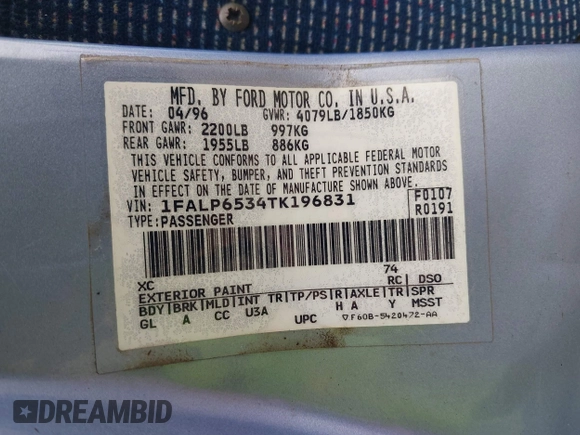 MFD. BY FORD MOTOR CO. IN U.S.A.
DATE: 04/96 GVWR: 4079LB/1850KG
FRONT GAWR: 2200LB 997KG
REAR GAWR: 1955LB 886KG
THIS VEHICLE CONFORMS TO ALL APPLICABLE FEDERAL MOTOR
VEHICLE SAFETY, BUMPER, AND THEFT PREVENTION STANDARDS
IN EFFECT ON THE DATE OF MANUFACTURE SHOWN ABOVE.
VIN: 1FALP6534TK196831 F0107
TYPE: PASSENGER R0191
74
XC RC DSO
EXTERIOR PAINT
BDY BRK MLD INT TR TP/PS R AXLE TR SPR
GL A CC U3A H A Y MSST
UPC ▽F60B-5420472-AA
DREAMBID